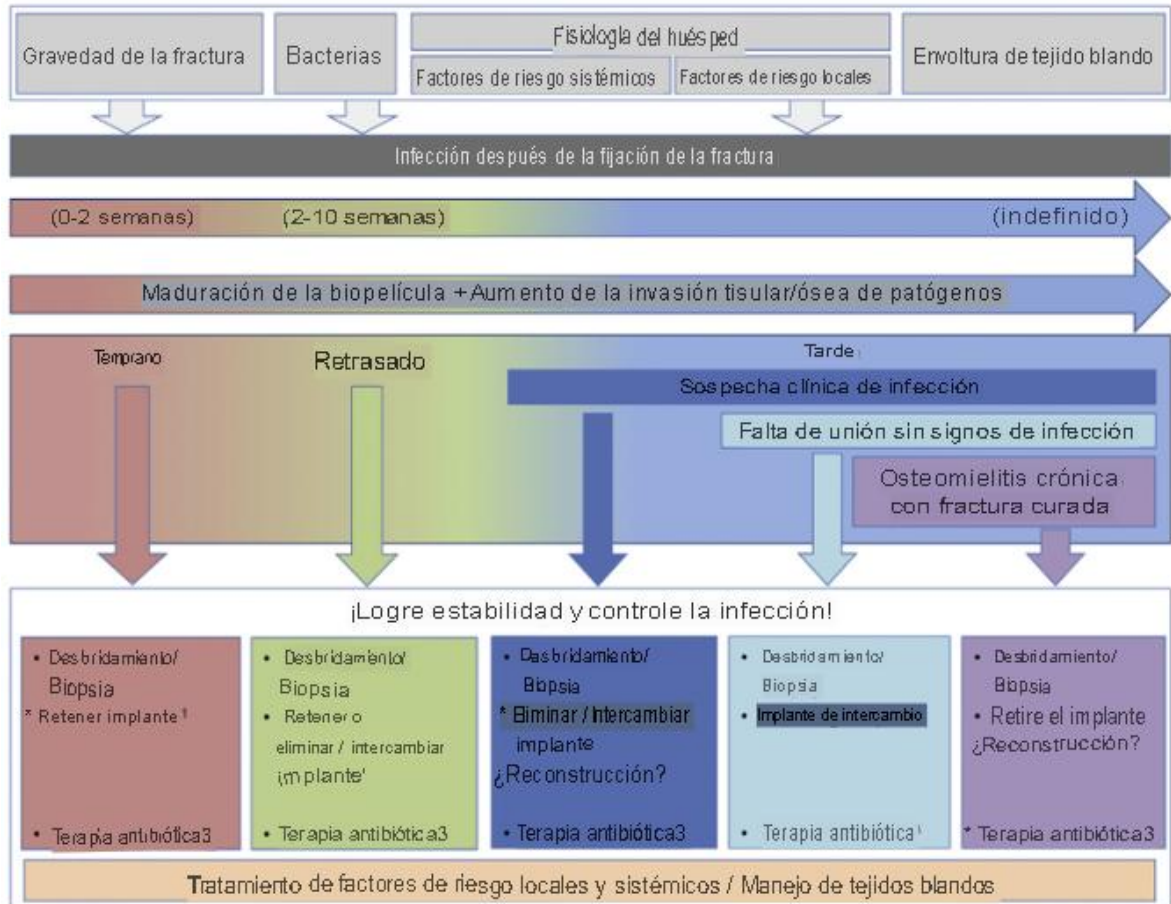 Gravedad de la fractura
Bacterias
Fisiología del huésped
Factores de riesgo sistémicos
Factores de riesgo locales
Envoltura de tejido blando
Infección después de la fijación de la fractura
(0-2 semanas)
(2-10 semanas)
(indefinido)
Maduración de la biopelícula + Aumento de la invasión tisular/ósea de patógenos
Temprano
Retrasado
Tarde
Sospecha clínica de infección
Falta de unión sin signos de infección
Osteomielitis crónica
con fractura curada
¡Logre estabilidad y controle la infección!
• Desbridamiento/
Biopsia
* Retener implante¹
• Terapia antibiótica3
• Desbridamiento/
Biopsia
• Retener o
eliminar / intercambiar
implante'
• Terapia antibiótica3
• Desbridamiento/
Biopsia
* Eliminar / Intercambiar
implante
¿Reconstrucción?
• Terapia antibiótica3
• Desbridamiento/
Biopsia
• Implante de intercambio
• Terapia antibiótica
• Desbridamiento/
Biopsia
• Retire el implante
¿Reconstrucción?
* Terapia antibiótica3
Tratamiento de factores de riesgo locales y sistémicos / Manejo de tejidos blandos